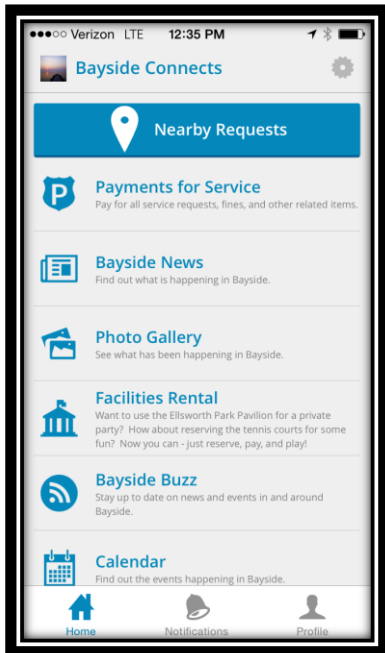 Verizon LTE 12:35 PM
Bayside Connects
Nearby Requests
P
Payments for Service
Pay for all service requests, fines, and other related items.
Bayside News
Find out what is happening in Bayside.
Photo Gallery
See what has been happening in Bayside.
Facilities Rental
Want to use the Ellsworth Park Pavilion for a private
party? How about reserving the tennis courts for some
fun? Now you can - just reserve, pay, and play!
Bayside Buzz
Stay up to date on news and events in and around
Bayside.
Calendar
Find out the events happening in Bayside.
Home Notifications Profile